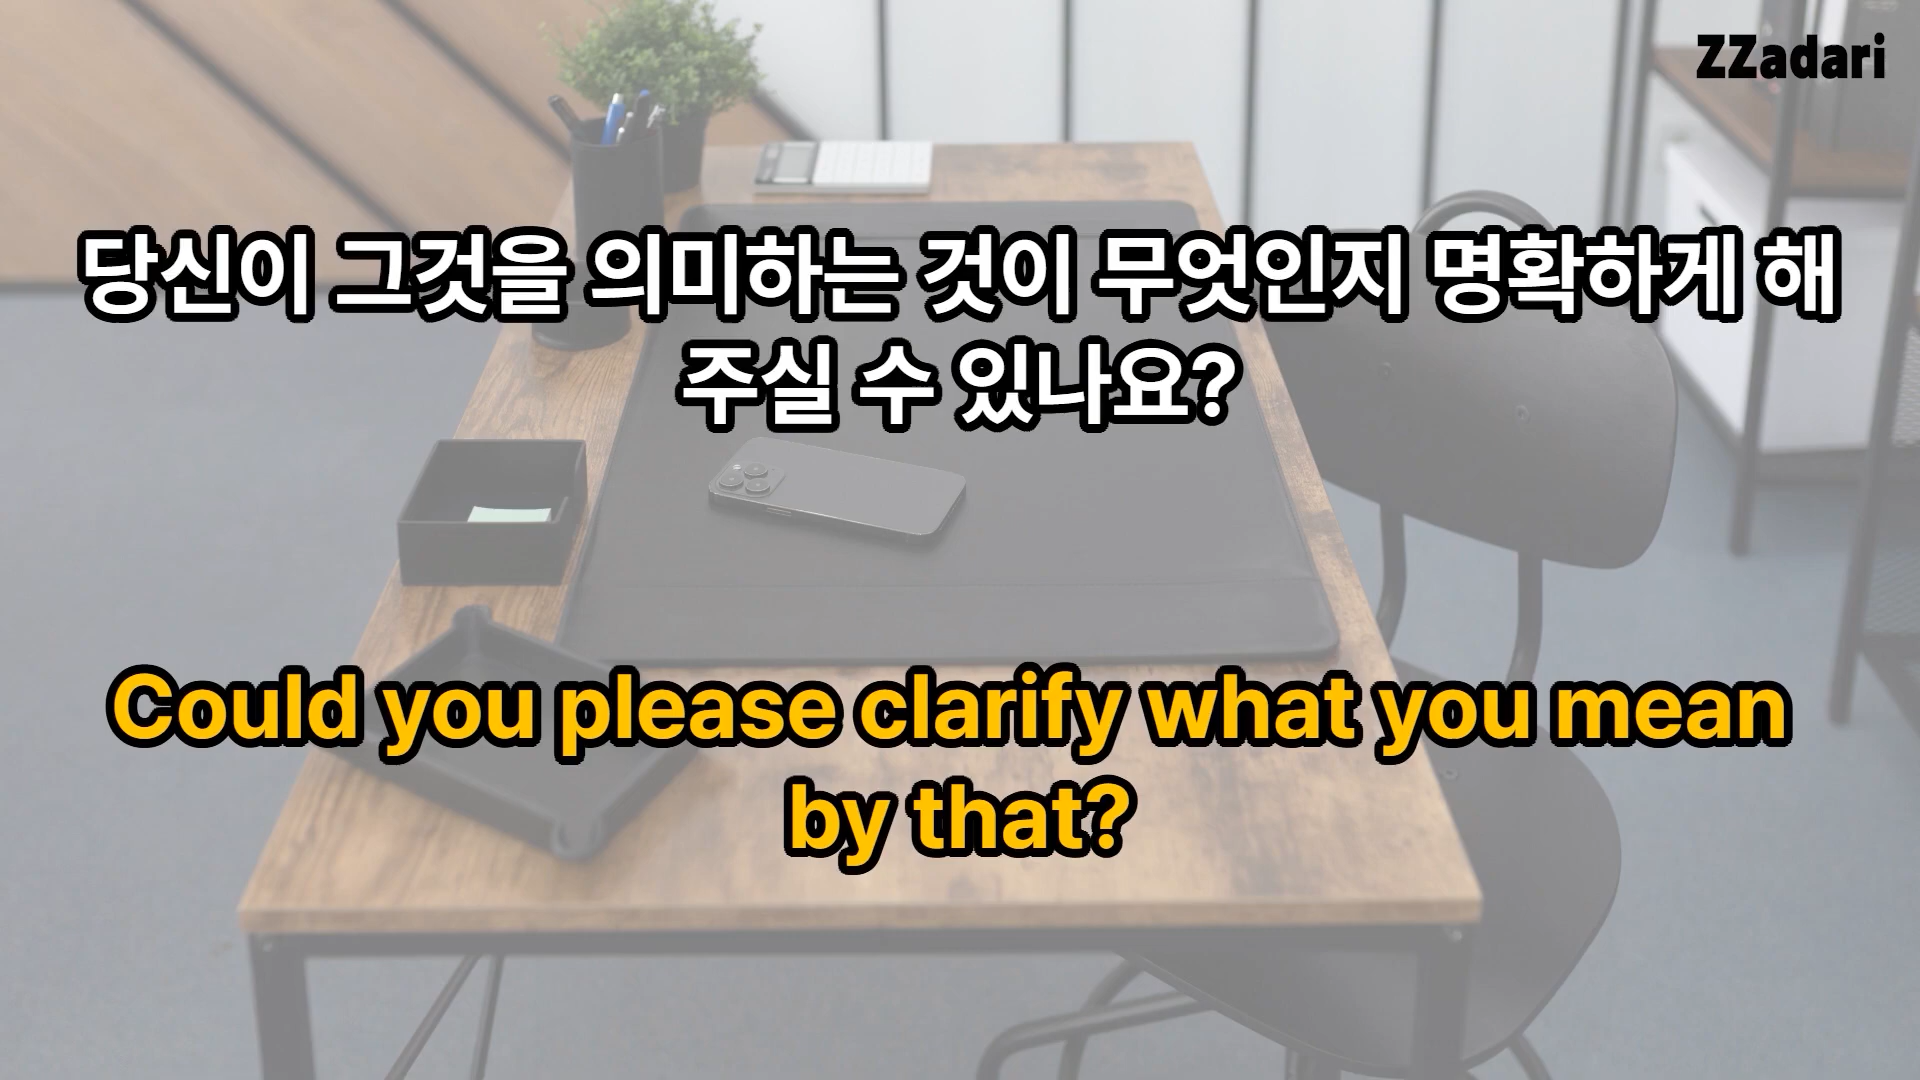 ZZadari
당신이 그것을 의미하는 것이 무엇인지 명확하게 해
주실 수 있나요?
Could you please clarify what you mean
by that?